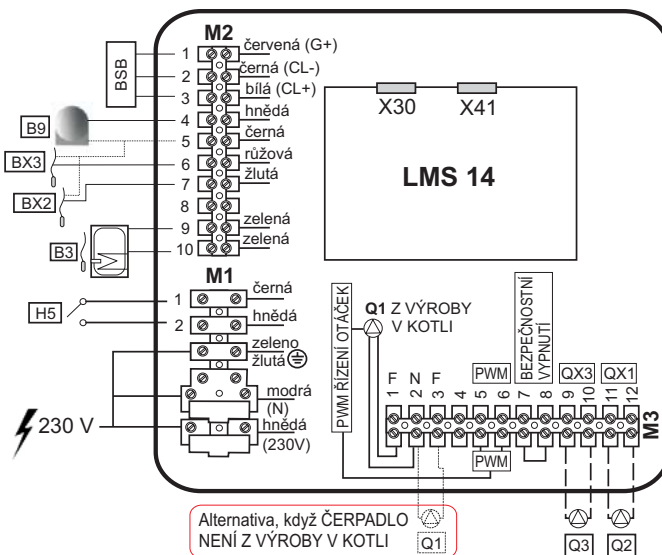 M2
BSB
1 červená (G+)
2 černá (CL-)
3 bílá (CL+)
B9
4 hnědá
5 černá
BX3
6 růžová
BX2
7 žlutá
8
B3
9 zelená
10 zelená
X30 X41
LMS 14
M1
H5
1 černá
2 hnědá
zeleno
žlutá
modrá
(N)
230 V
hnědá
(230V)
PWM ŘÍZENÍ OTÁČEK
Q1 Z VÝROBY
V KOTLI
BEZPEČNOSTNÍ
VYPNUTÍ
PWM QX3 QX1
F N F
1 2 3 4 5 6 7 8 9 10 11 12
M3
PWM
Alternativa, když ČERPADLO
NENÍ Z VÝROBY V KOTLI
Q1 Q3 Q2